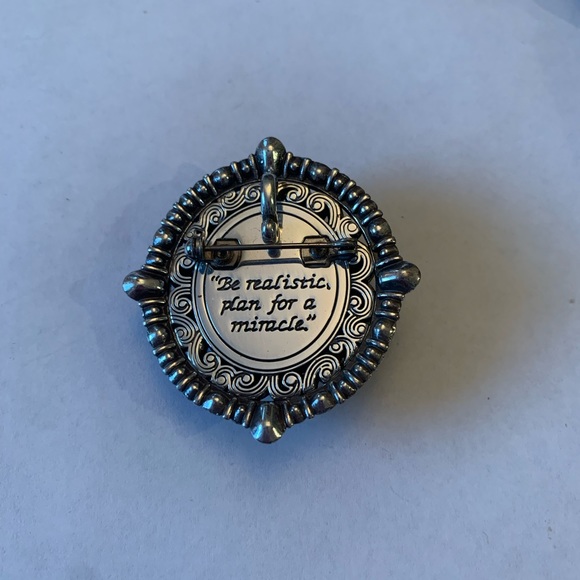 "Be realistic,
plan for a
miracle."